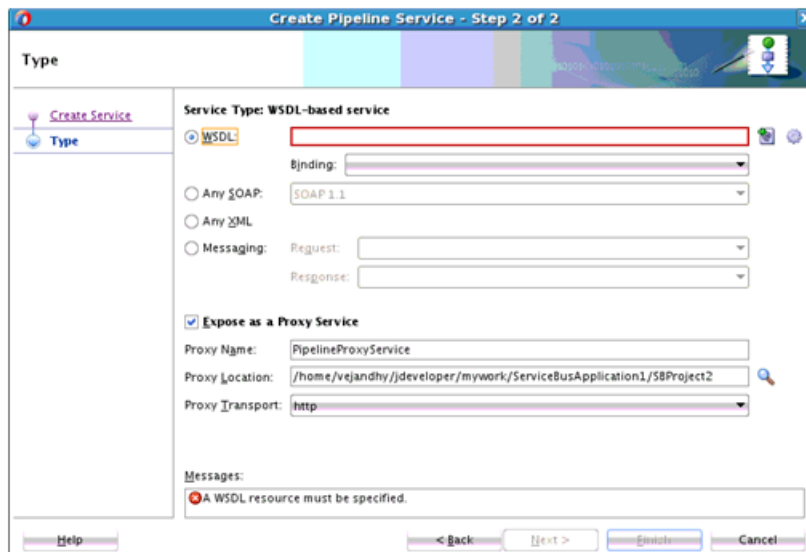 Create Pipeline Service - Step 2 of 2
Type
Create Service
Type
Service Type: WSDL-based service
WSDL:
Binding:
Any SOAP: SOAP 1.1
Any XML
Messaging: Request:
Response:
Expose as a Proxy Service
Proxy Name: PipelineProxyService
Proxy Location: /home/vejandhy/jdeveloper/mywork/ServiceBusApplication1/SBProject2
Proxy Transport: http
Messages:
A WSDL resource must be specified.
Help < Back Next > Finish Cancel